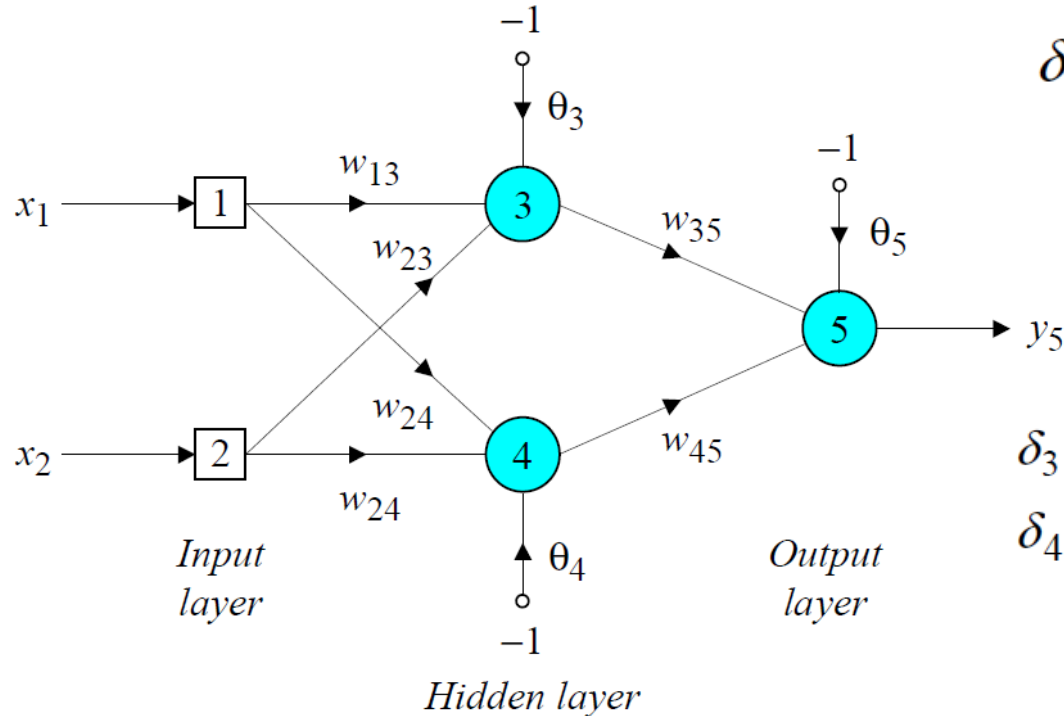 −1
δ
θ₃
−1
w₁₃
x₁
1
3
w₃₅
θ₅
w₂₃
5
y₅
w₂₄
x₂
2
4
w₄₅
δ₃
w₂₄
δ₄
Input
layer
θ₄
Output
layer
−1
Hidden layer